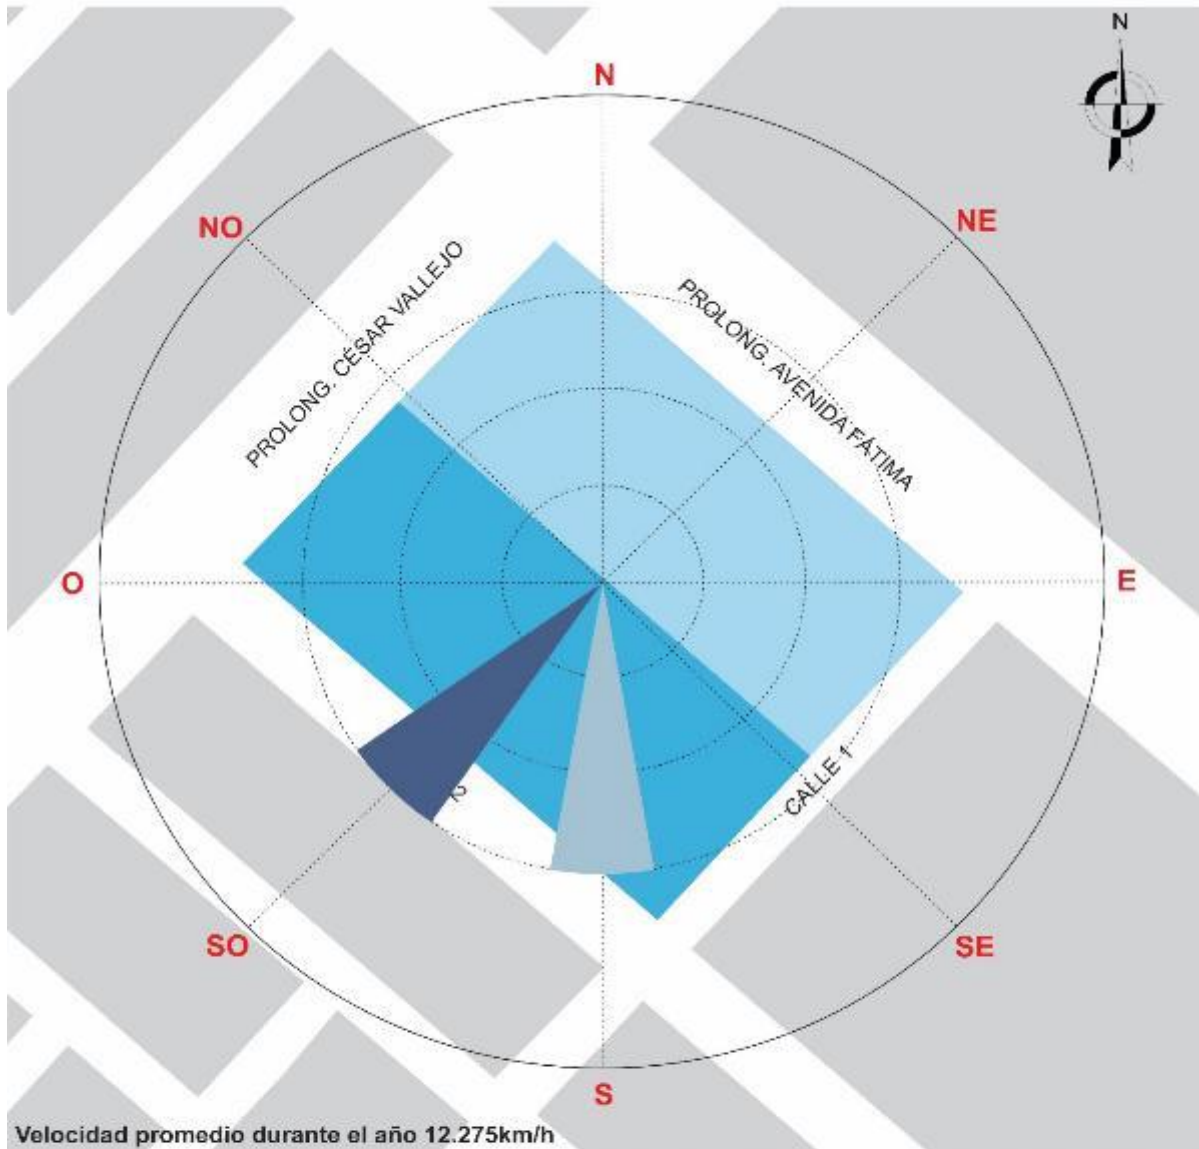 N
N
NO
NE
PROLONG. CÉSAR VALLEJO
PROLONG. AVENIDA FÁTIMA
O
E
CALLE 1
2
SO
SE
S
Velocidad promedio durante el año 12.275km/h